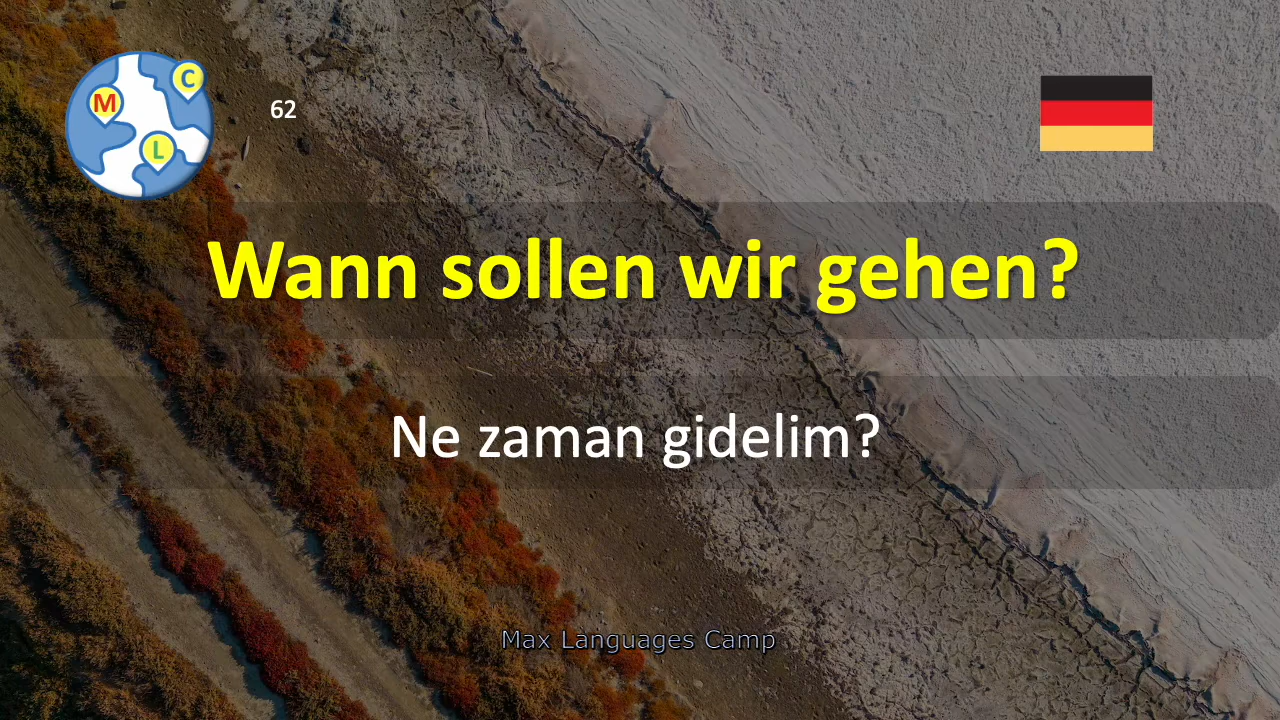 C
M
62
L
Wann sollen wir gehen?
Ne zaman gidelim?
Max Languages Camp